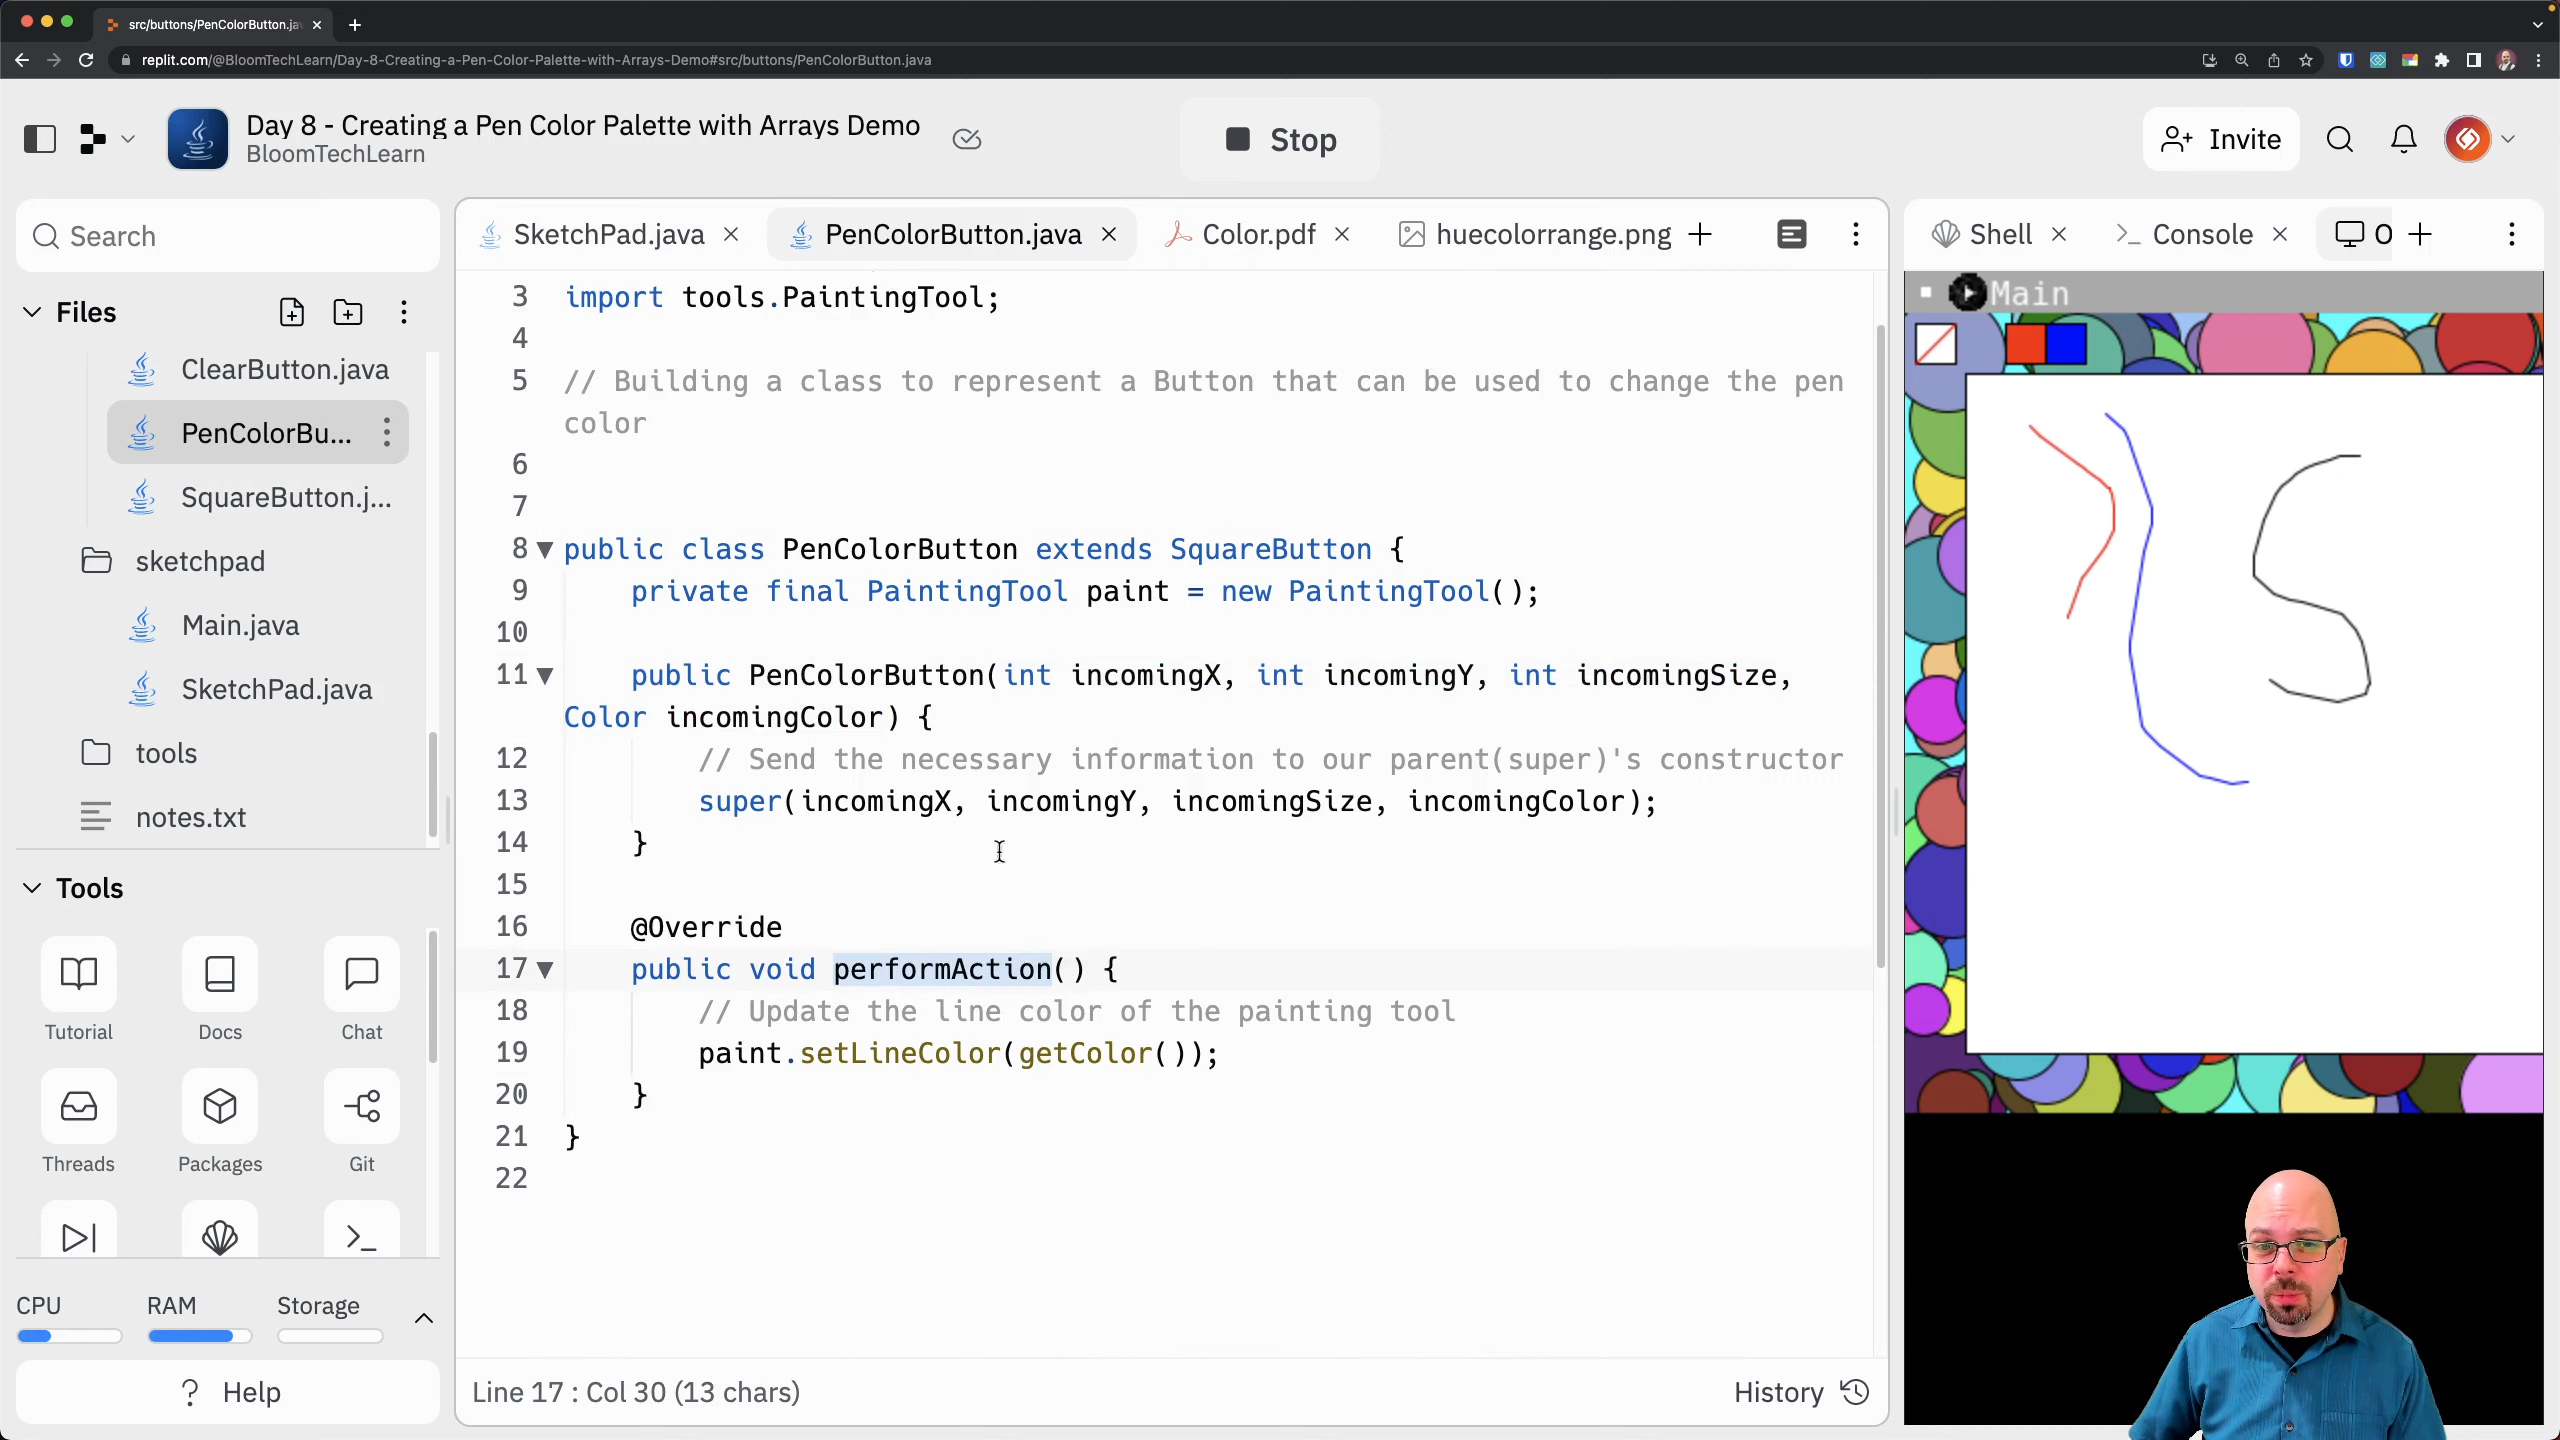 src/buttons/PenColorButton.ja
replit.com/@BloomTechLearn/Day-8-Creating-a-Pen-Color-Palette-with-Arrays-Demo#src/buttons/PenColorButton.java
Day 8 - Creating a Pen Color Palette with Arrays Demo
BloomTechLearn
Stop
Invite
Search
Files
ClearButton.java
PenColorBu...
SquareButton.j...
sketchpad
Main.java
SketchPad.java
tools
notes.txt
Tools
Tutorial
Docs
Chat
Threads
Packages
Git
CPU
RAM
Storage
? Help
SketchPad.java
PenColorButton.java
Color.pdf
huecolorrange.png
3 import tools.PaintingTool;
4
5 // Building a class to represent a Button that can be used to change the pen
color
6
7
8 public class PenColorButton extends SquareButton {
9 private final PaintingTool paint = new PaintingTool();
10
11 public PenColorButton(int incomingX, int incomingY, int incomingSize,
Color incomingColor) {
12 // Send the necessary information to our parent(super)'s constructor
13 super(incomingX, incomingY, incomingSize, incomingColor);
14 }
15
16 @Override
17 public void performAction() {
18 // Update the line color of the painting tool
19 paint.setLineColor(getColor());
20 }
21 }
22
Line 17 : Col 30 (13 chars)
History
Shell
Console
O
Main